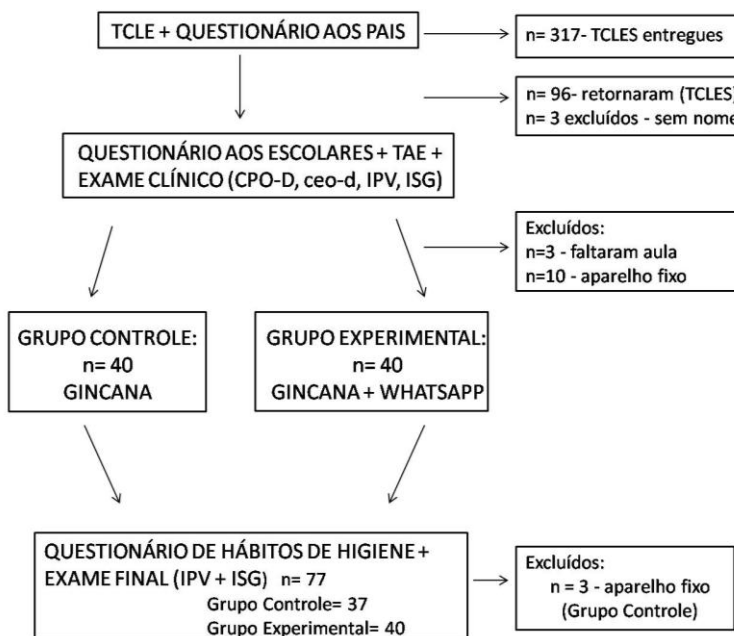 TCLE + QUESTIONÁRIO AOS PAIS
n= 317- TCLES entregues
n= 96- retornaram (TCLES)
n= 3 excluídos - sem nome
QUESTIONÁRIO AOS ESCOLARES + TAE +
EXAME CLÍNICO (CPO-D, ceo-d, IPV, ISG)
Excluídos:
n=3 - faltaram aula
n=10 - aparelho fixo
GRUPO CONTROLE:
n= 40
GINCANA
GRUPO EXPERIMENTAL:
n= 40
GINCANA + WHATSAPP
QUESTIONÁRIO DE HÁBITOS DE HIGIENE +
EXAME FINAL (IPV + ISG) n= 77
Grupo Controle= 37
Grupo Experimental= 40
Excluídos:
n = 3 - aparelho fixo
(Grupo Controle)